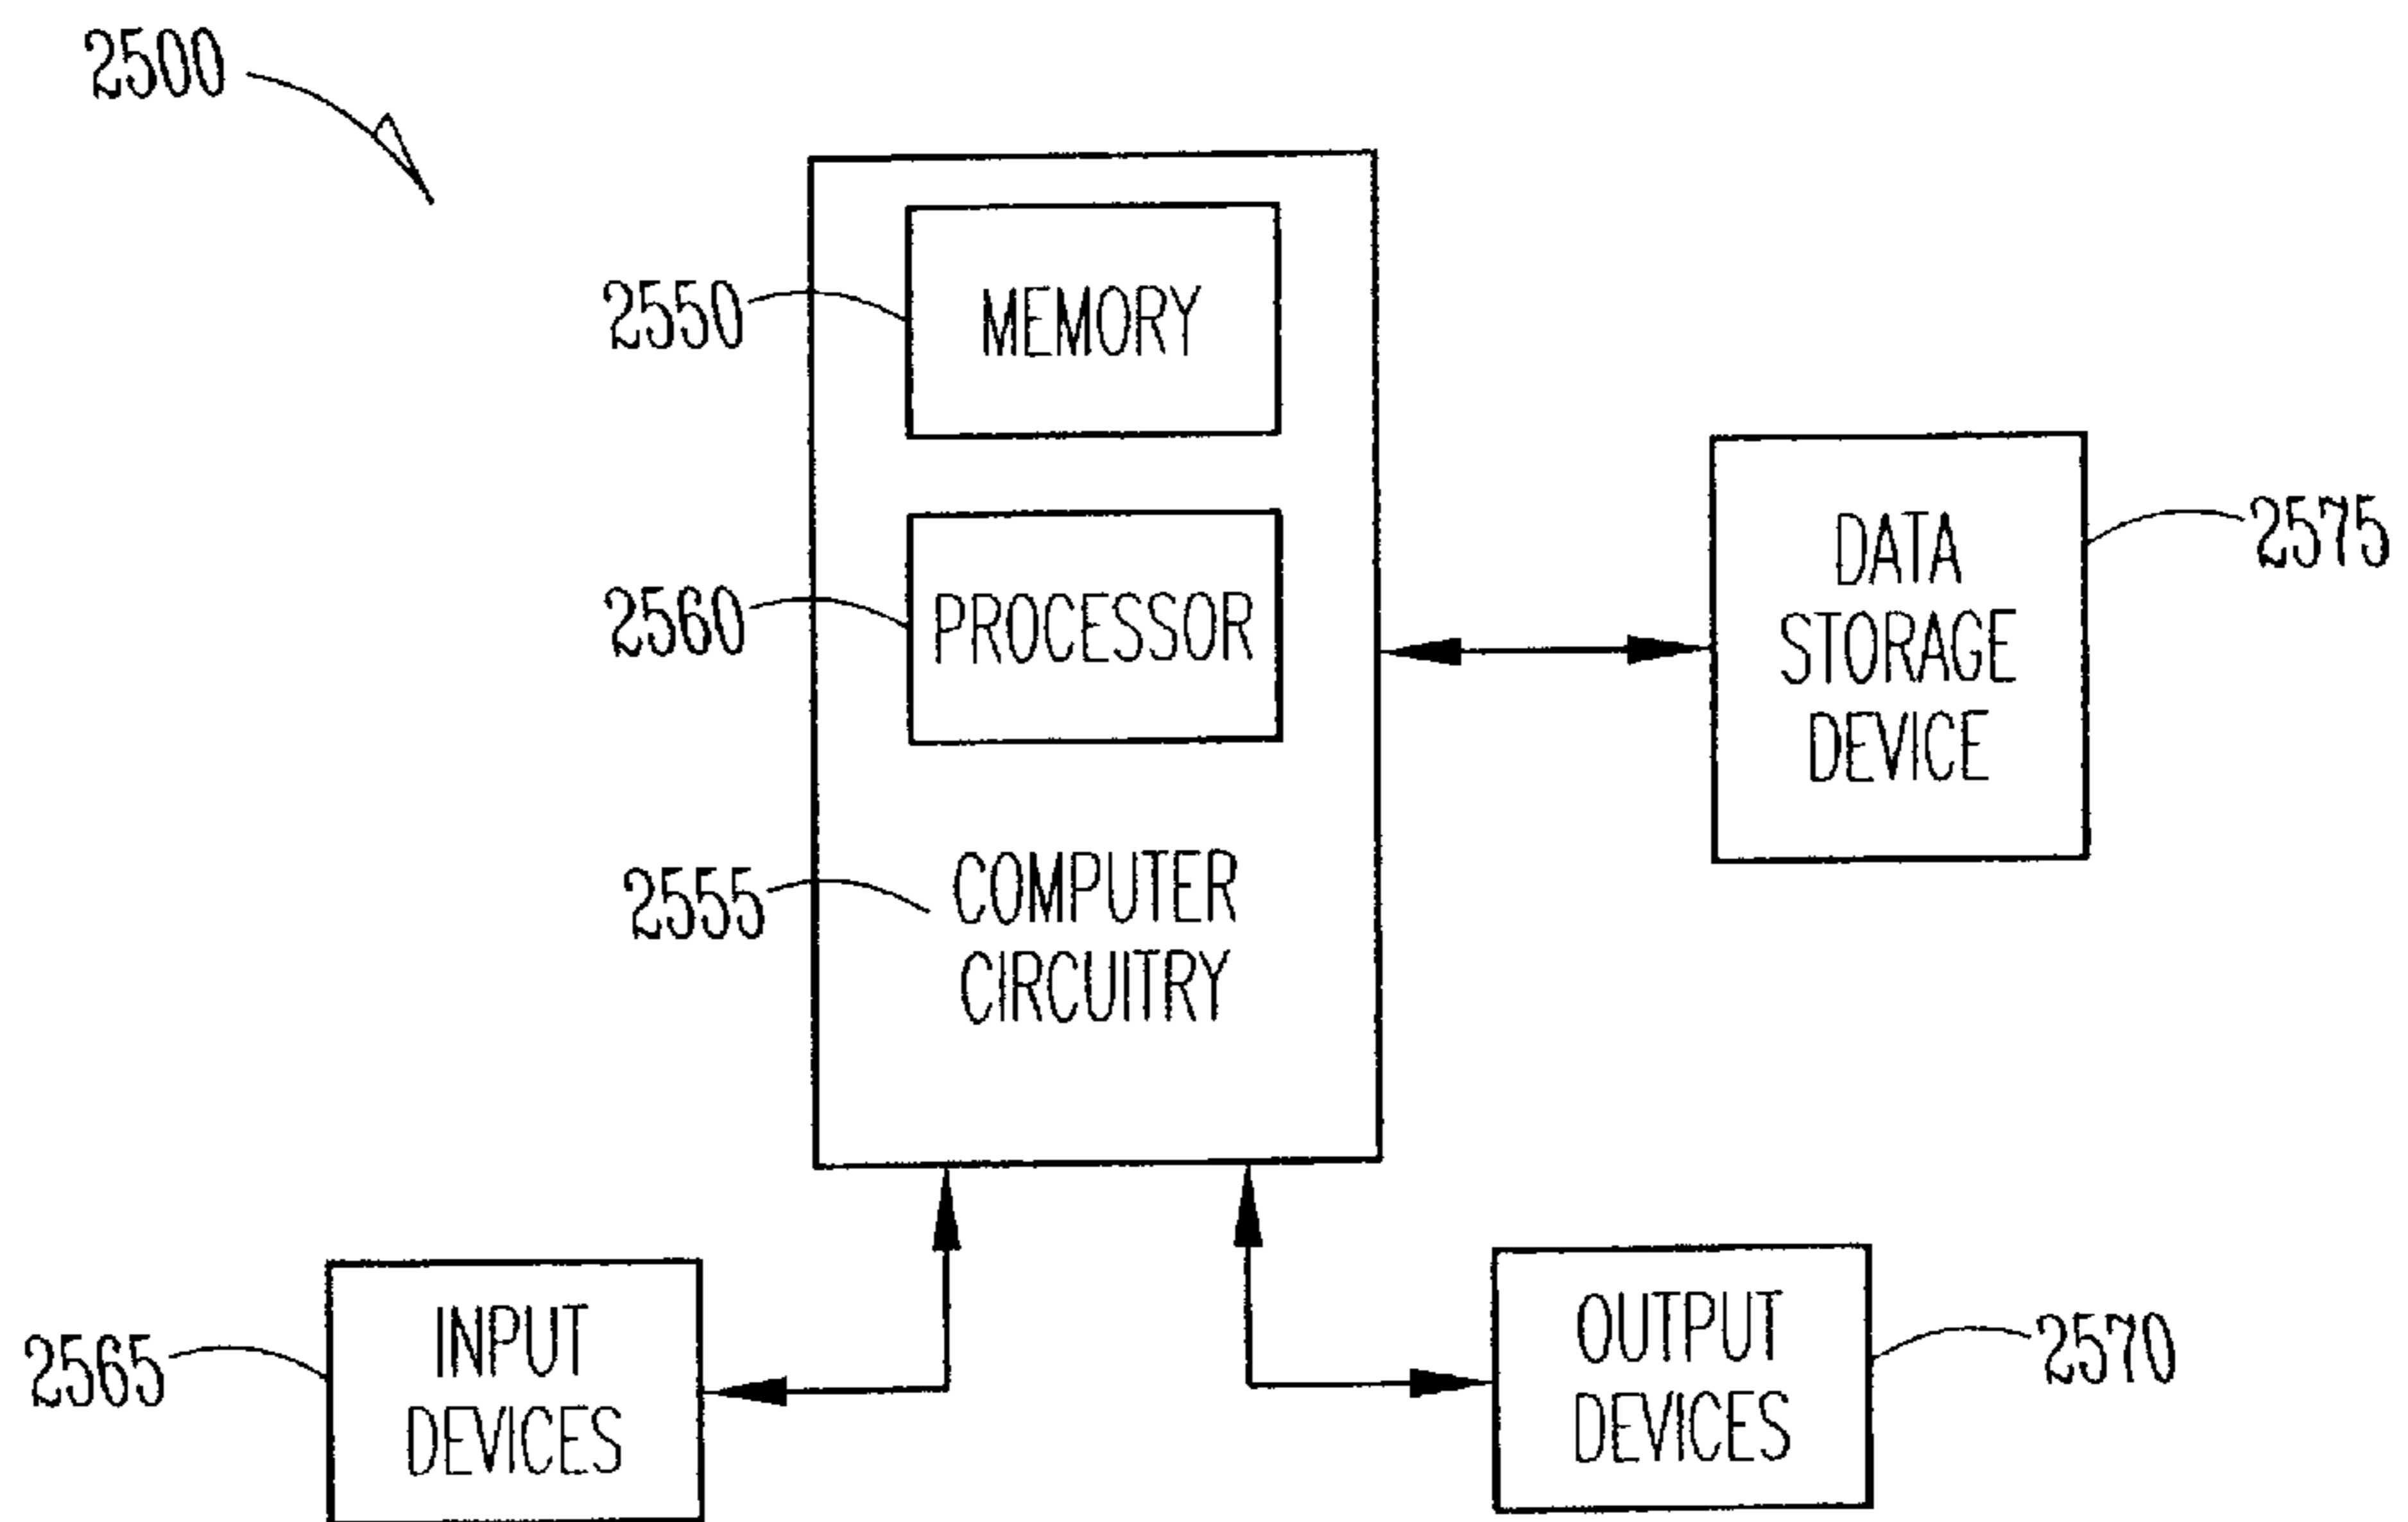 2500
2550
MEMORY
2560
PROCESSOR
2555
COMPUTER
CIRCUITRY
DATA
STORAGE
DEVICE
2575
2565
INPUT
DEVICES
OUTPUT
DEVICES
2570